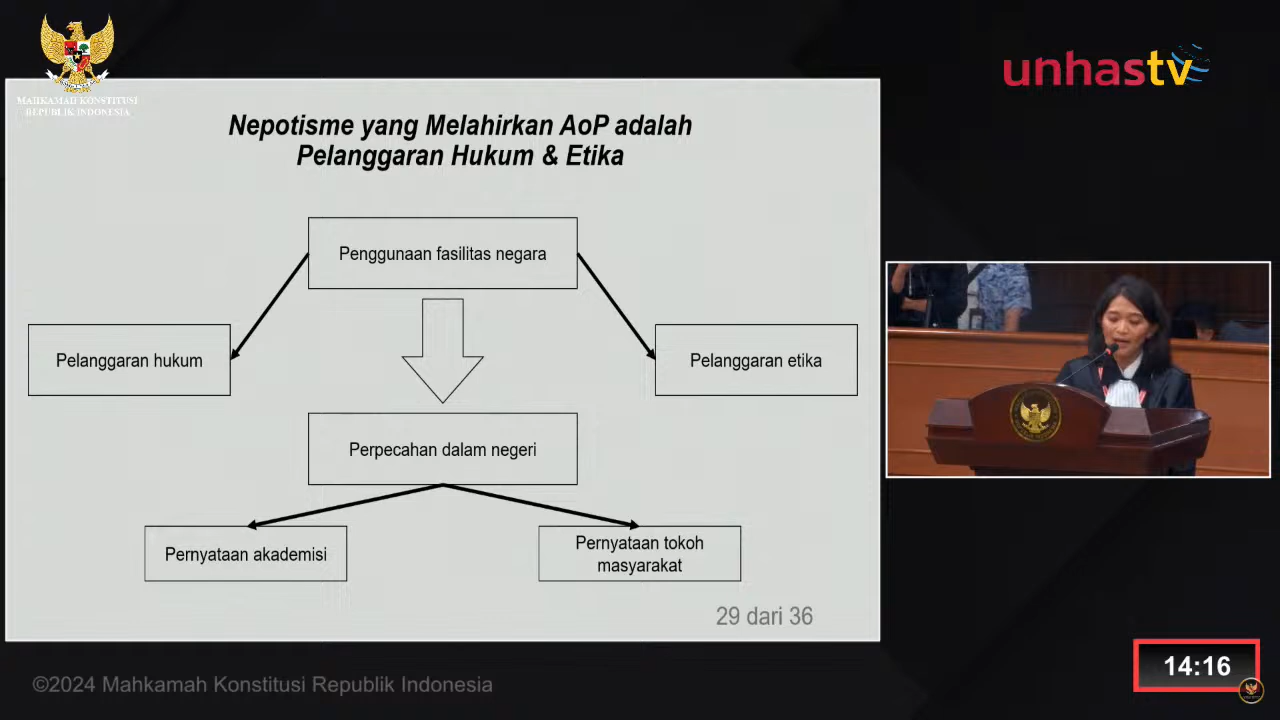 MAHKAMAH KONSTITUSI
REPUBLIK INDONESIA
unhastv
Nepotisme yang Melahirkan AoP adalah
Pelanggaran Hukum & Etika
Penggunaan fasilitas negara
Pelanggaran hukum
Pelanggaran etika
Perpecahan dalam negeri
Pernyataan akademisi
Pernyataan tokoh
masyarakat
29 dari 36
14:16
©2024 Mahkamah Konstitusi Republik Indonesia